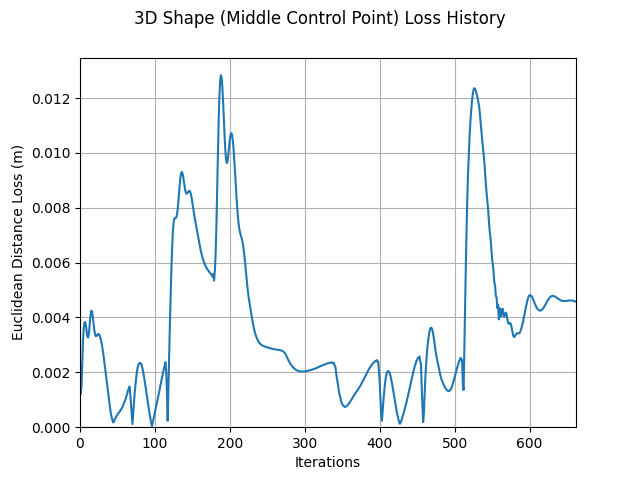 3D Shape (Middle Control Point) Loss History
Euclidean Distance Loss (m)
0.012
0.010
0.008
0.006
0.004
0.002
0.000
0 100 200 300 400 500 600
Iterations